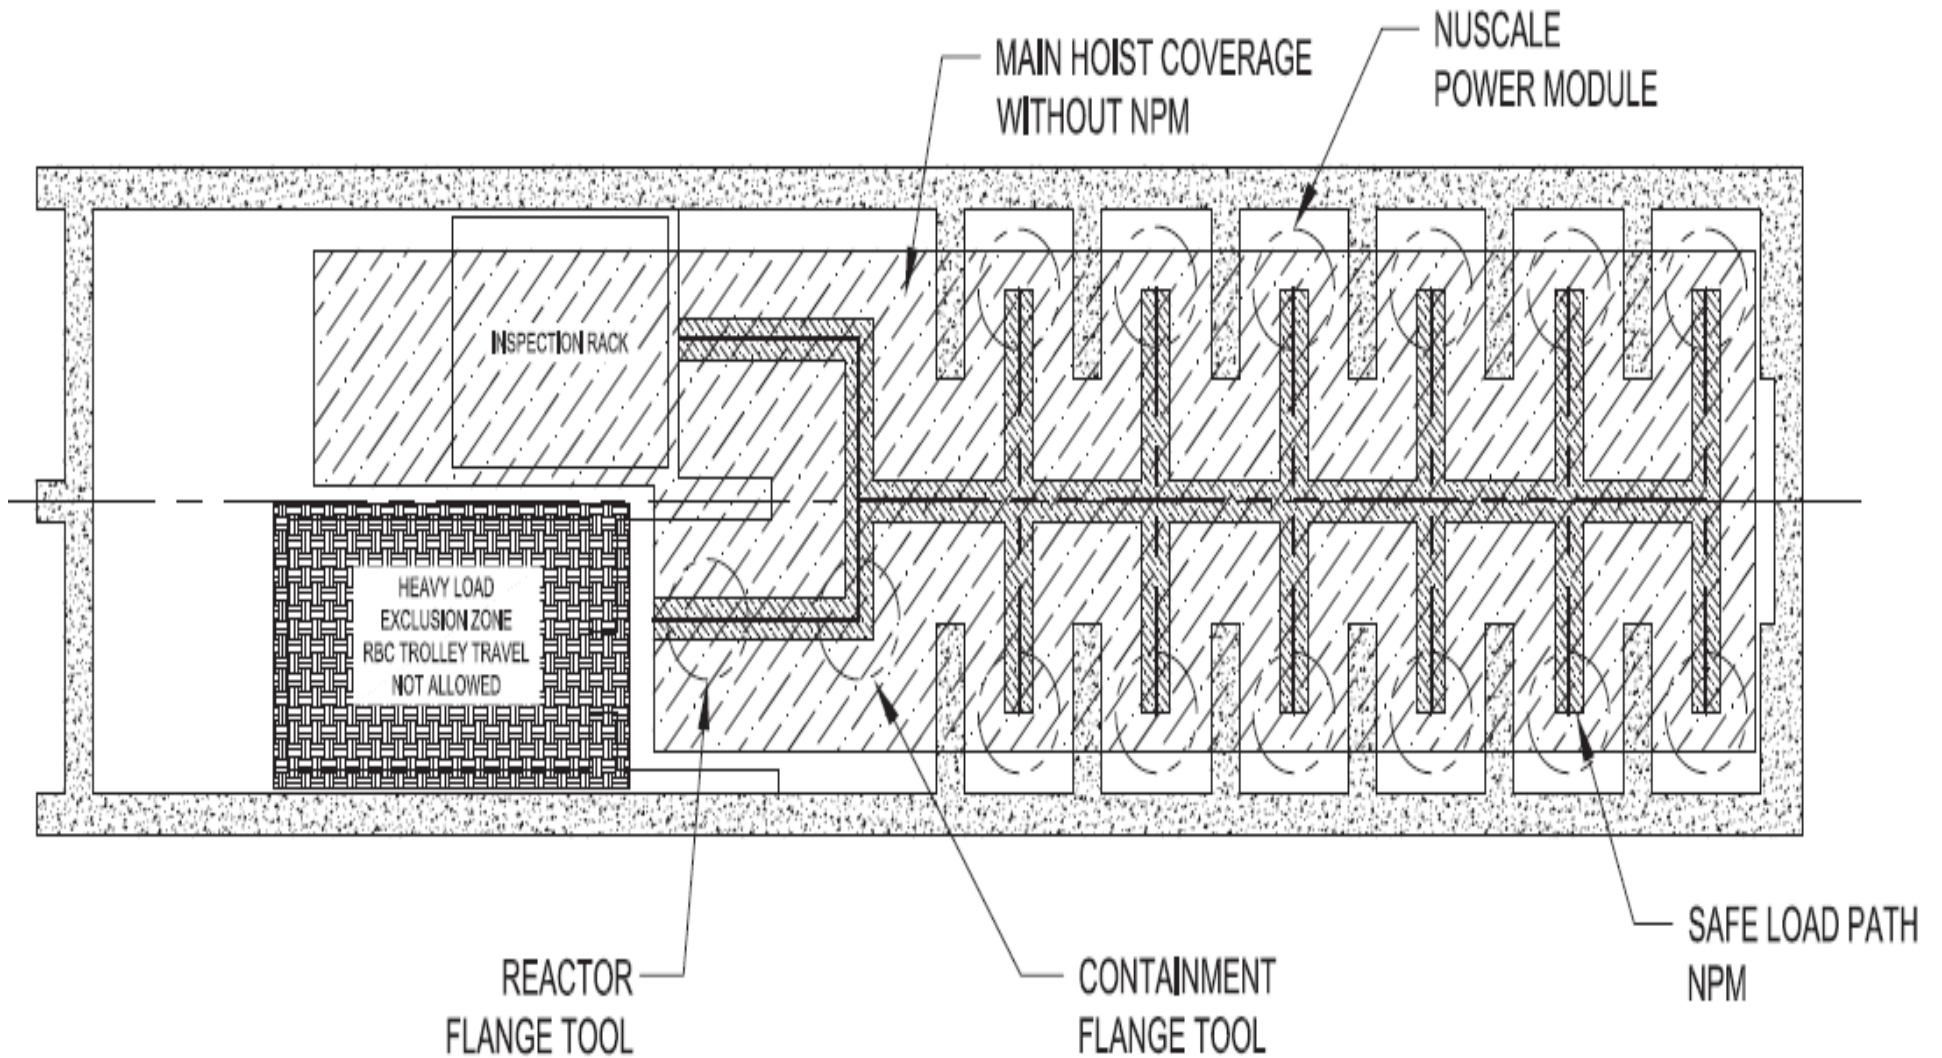 MAIN HOIST COVERAGE
WITHOUT NPM
NUSCALE
POWER MODULE
INSPECTION RACK
HEAVY LOAD
EXCLUSION ZONE
RBC TROLLEY TRAVEL
NOT ALLOWED
REACTOR
FLANGE TOOL
CONTAINMENT
FLANGE TOOL
SAFE LOAD PATH
NPM